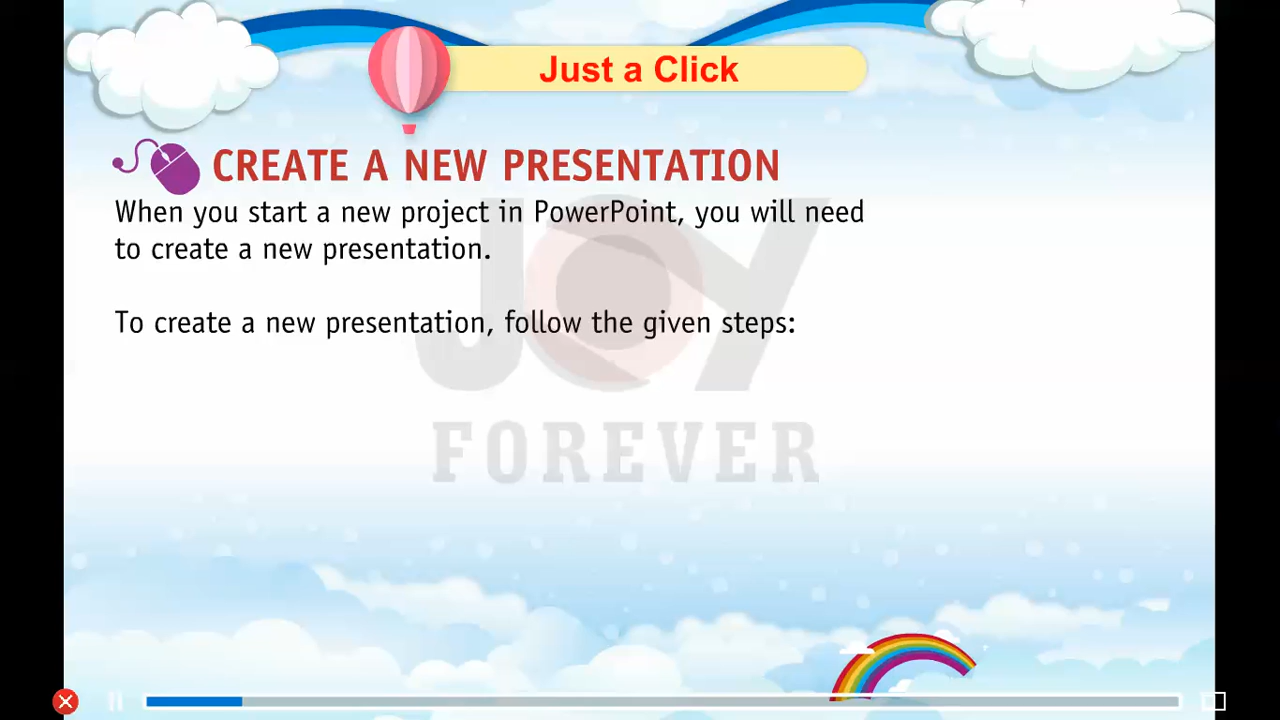 Just a Click
CREATE A NEW PRESENTATION
When you start a new project in PowerPoint, you will need
to create a new presentation.
To create a new presentation, follow the given steps:
JOY
FOREVER